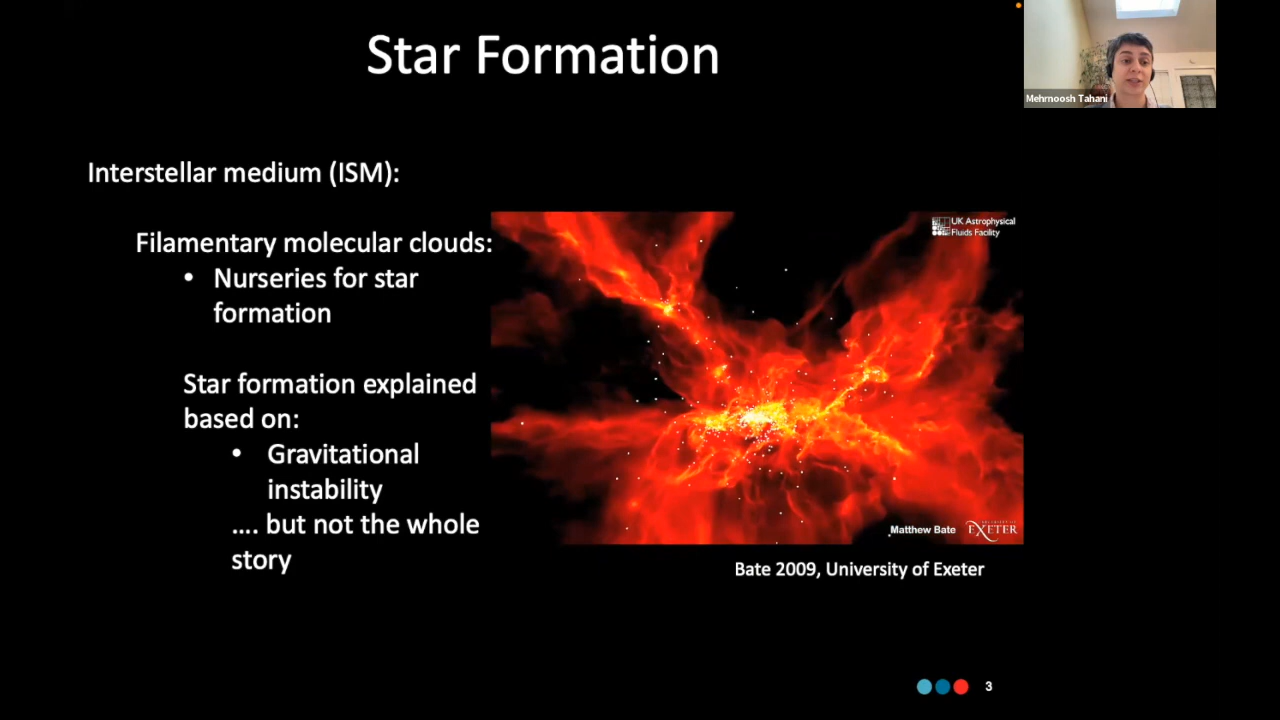 Star Formation
Mehrnoosh Tahani
Interstellar medium (ISM):
Filamentary molecular clouds:
• Nurseries for star
formation
Star formation explained
based on:
• Gravitational
instability
.... but not the whole
story
UK Astrophysical
Fluids Facility
Matthew Bate
EXETER
Bate 2009, University of Exeter
3